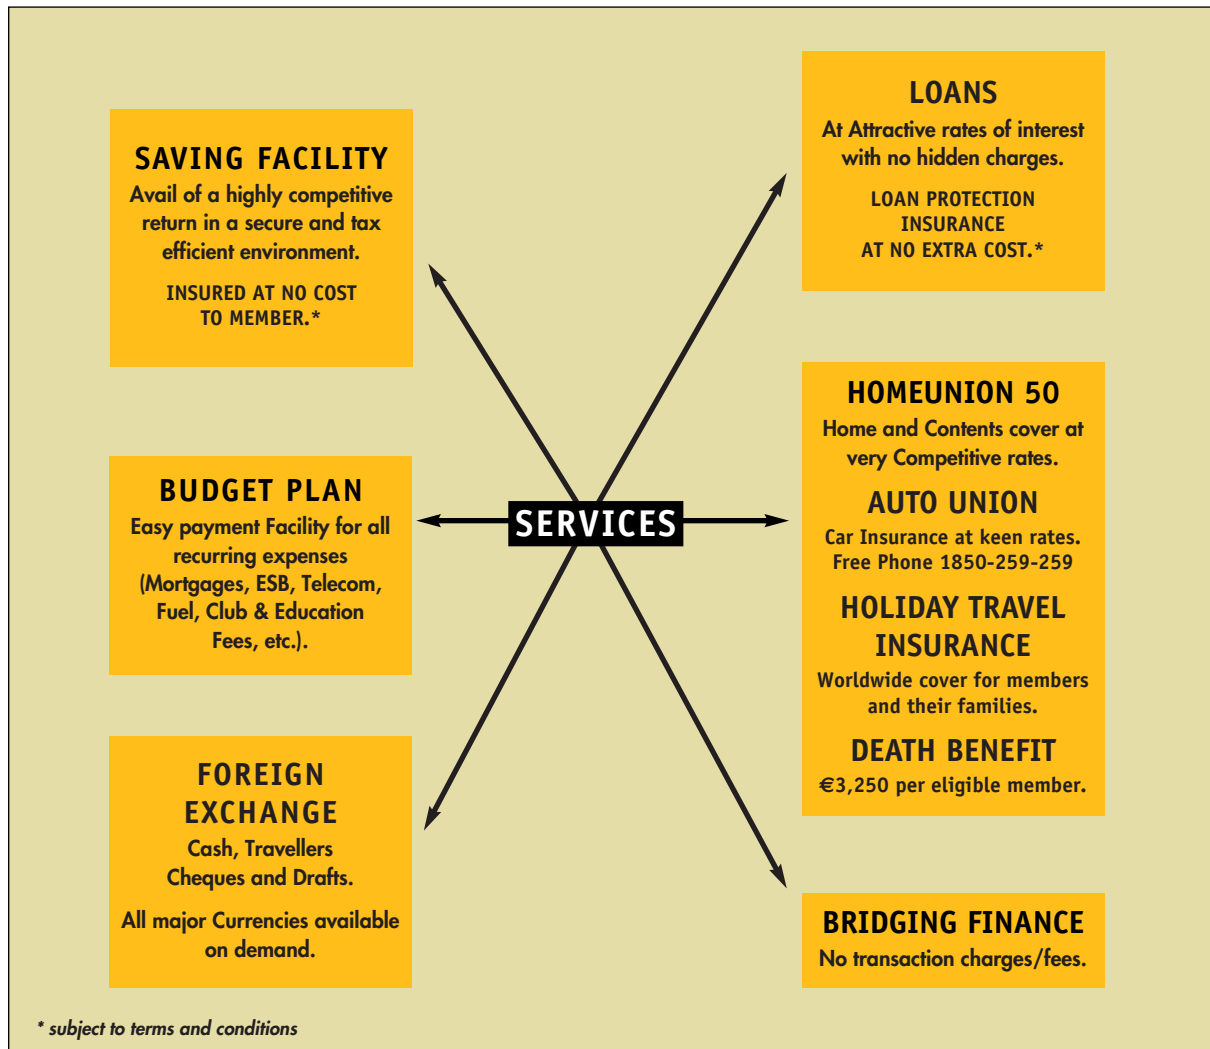 SAVING FACILITY
Avail of a highly competitive
return in a secure and tax
efficient environment.
INSURED AT NO COST
TO MEMBER.*
BUDGET PLAN
Easy payment Facility for all
recurring expenses
(Mortgages, ESB, Telecom,
Fuel, Club & Education
Fees, etc.).
FOREIGN
EXCHANGE
Cash, Travellers
Cheques and Drafts.
All major Currencies available
on demand.
SERVICES
LOANS
At Attractive rates of interest
with no hidden charges.
LOAN PROTECTION
INSURANCE
AT NO EXTRA COST.*
HOMEUNION 50
Home and Contents cover at
very Competitive rates.
AUTO UNION
Car Insurance at keen rates.
Free Phone 1850-259-259
HOLIDAY TRAVEL
INSURANCE
Worldwide cover for members
and their families.
DEATH BENEFIT
€3,250 per eligible member.
BRIDGING FINANCE
No transaction charges/fees.
* subject to terms and conditions